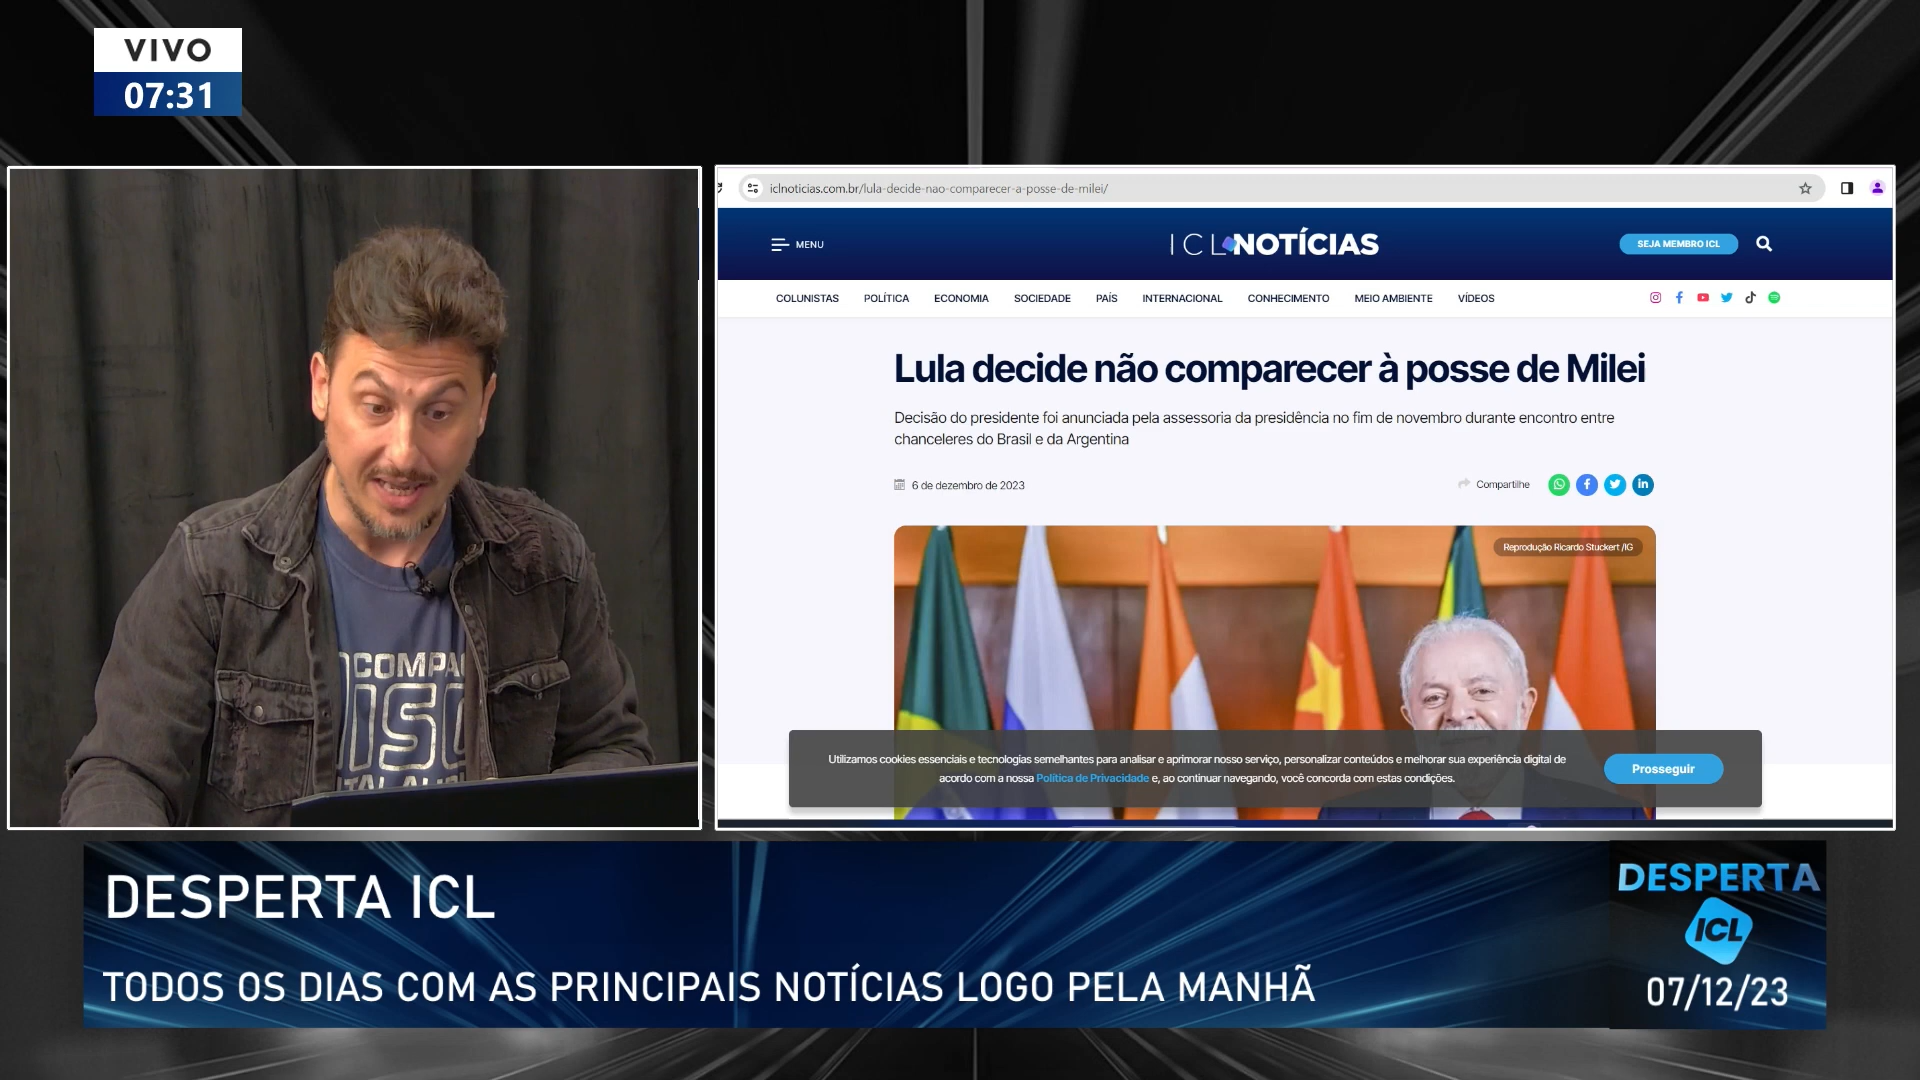 VIVO
07:31
iclnoticias.com.br/lula-decide-nao-comparecer-a-posse-de-milei/
MENU
ICL NOTÍCIAS
SEJA MEMBRO ICL
COLUNISTAS POLÍTICA ECONOMIA SOCIEDADE PAÍS INTERNACIONAL CONHECIMENTO MEIO AMBIENTE VÍDEOS
Lula decide não comparecer à posse de Milei
Decisão do presidente foi anunciada pela assessoria da presidência no fim de novembro durante encontro entre
chanceleres do Brasil e da Argentina
6 de dezembro de 2023
Compartilhe
Reprodução Ricardo Stuckert /IG
Utilizamos cookies essenciais e tecnologias semelhantes para analisar e aprimorar nosso serviço, personalizar conteúdos e melhorar sua experiência digital de
acordo com a nossa Política de Privacidade e, ao continuar navegando, você concorda com estas condições.
Prosseguir
COMPA
DISC
DESPERTA ICL
TODOS OS DIAS COM AS PRINCIPAIS NOTÍCIAS LOGO PELA MANHÃ
DESPERTA
ICL
07/12/23